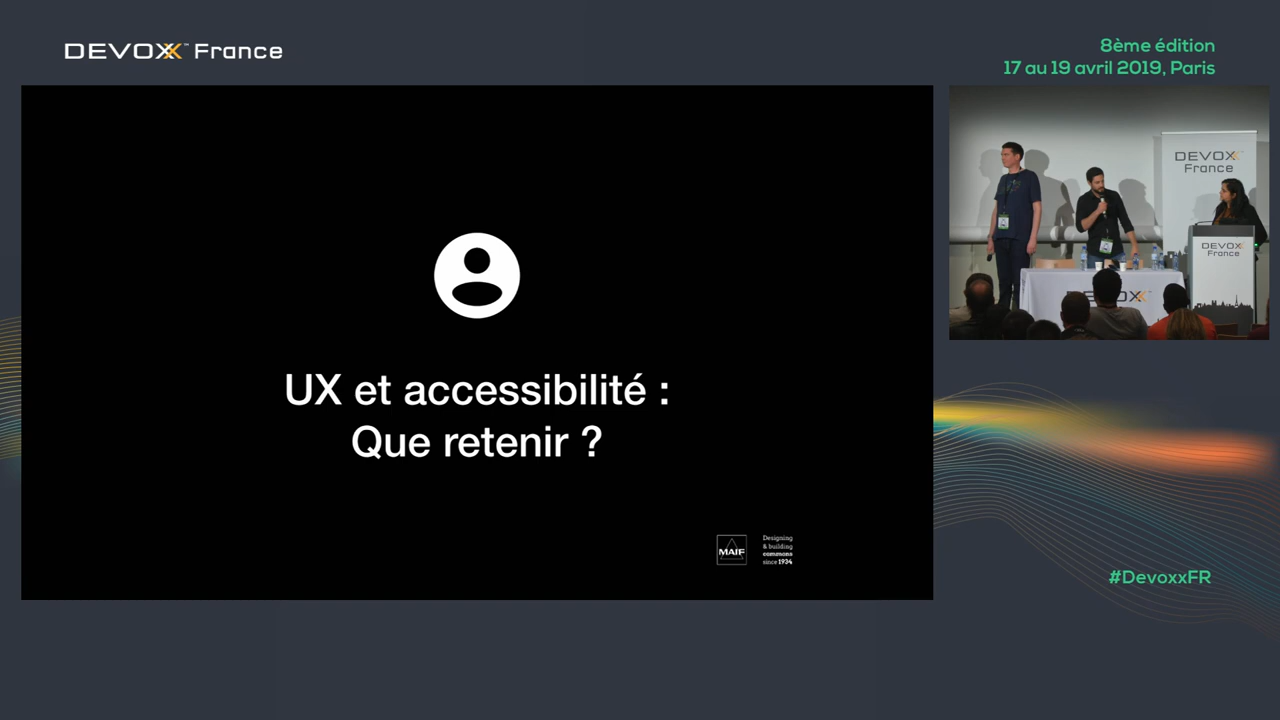 DEVOXX™ France
8ème édition
17 au 19 avril 2019, Paris
UX et accessibilité :
Que retenir ?
MAIF
Designing
& building
commons
since 1934
DEVOXX
France
DEVOXX
France
#DevoxxFR